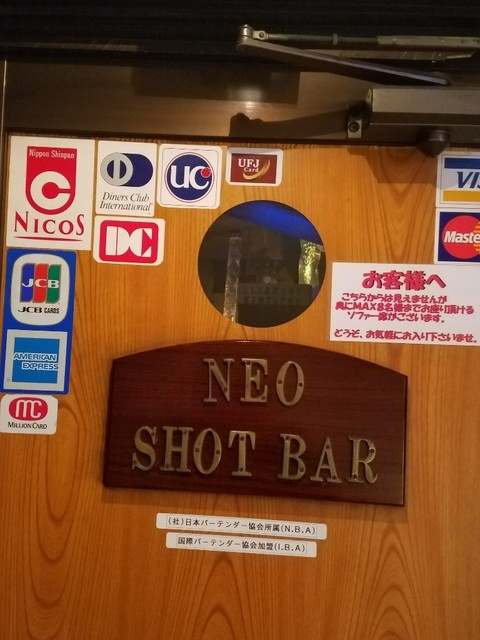 Nippon Shinpan
NICOS
Diners Club
International
UC
UFJ
Card
DC
VIS
Maste
JCB
JCB CARDS
AMERICAN
EXPRESS
MC
MILLION CARD
お客様へ
こちらからは見えませんが
奥にMAX8名様までお座り頂ける
ソファー席がございます。
どうぞ、お気軽にお入り下さいませ。
NEO
SHOT BAR
(社)日本バーテンダー協会所属(N.B.A)
国際バーテンダー協会加盟(I.B.A)